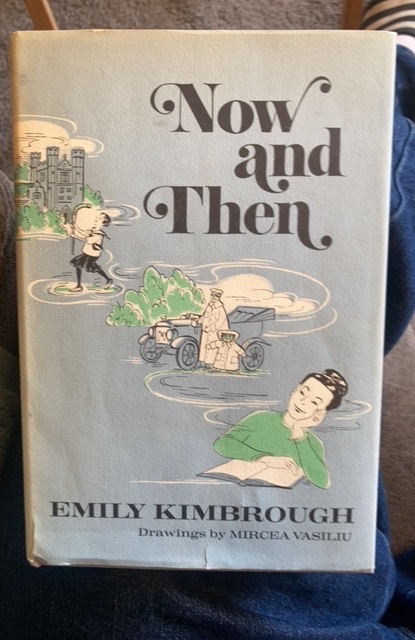 Now
and
Then
EMILY KIMBROUGH
Drawings by MIRCEA VASILIU